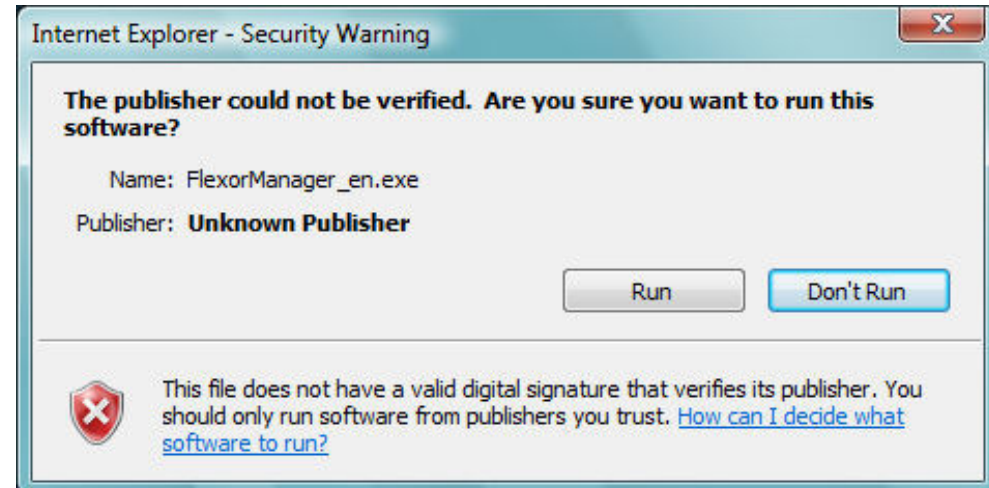 Internet Explorer - Security Warning
The publisher could not be verified. Are you sure you want to run this
software?
Name: FlexorManager_en.exe
Publisher: Unknown Publisher
Run Don't Run
This file does not have a valid digital signature that verifies its publisher. You
should only run software from publishers you trust. How can I decide what
software to run?